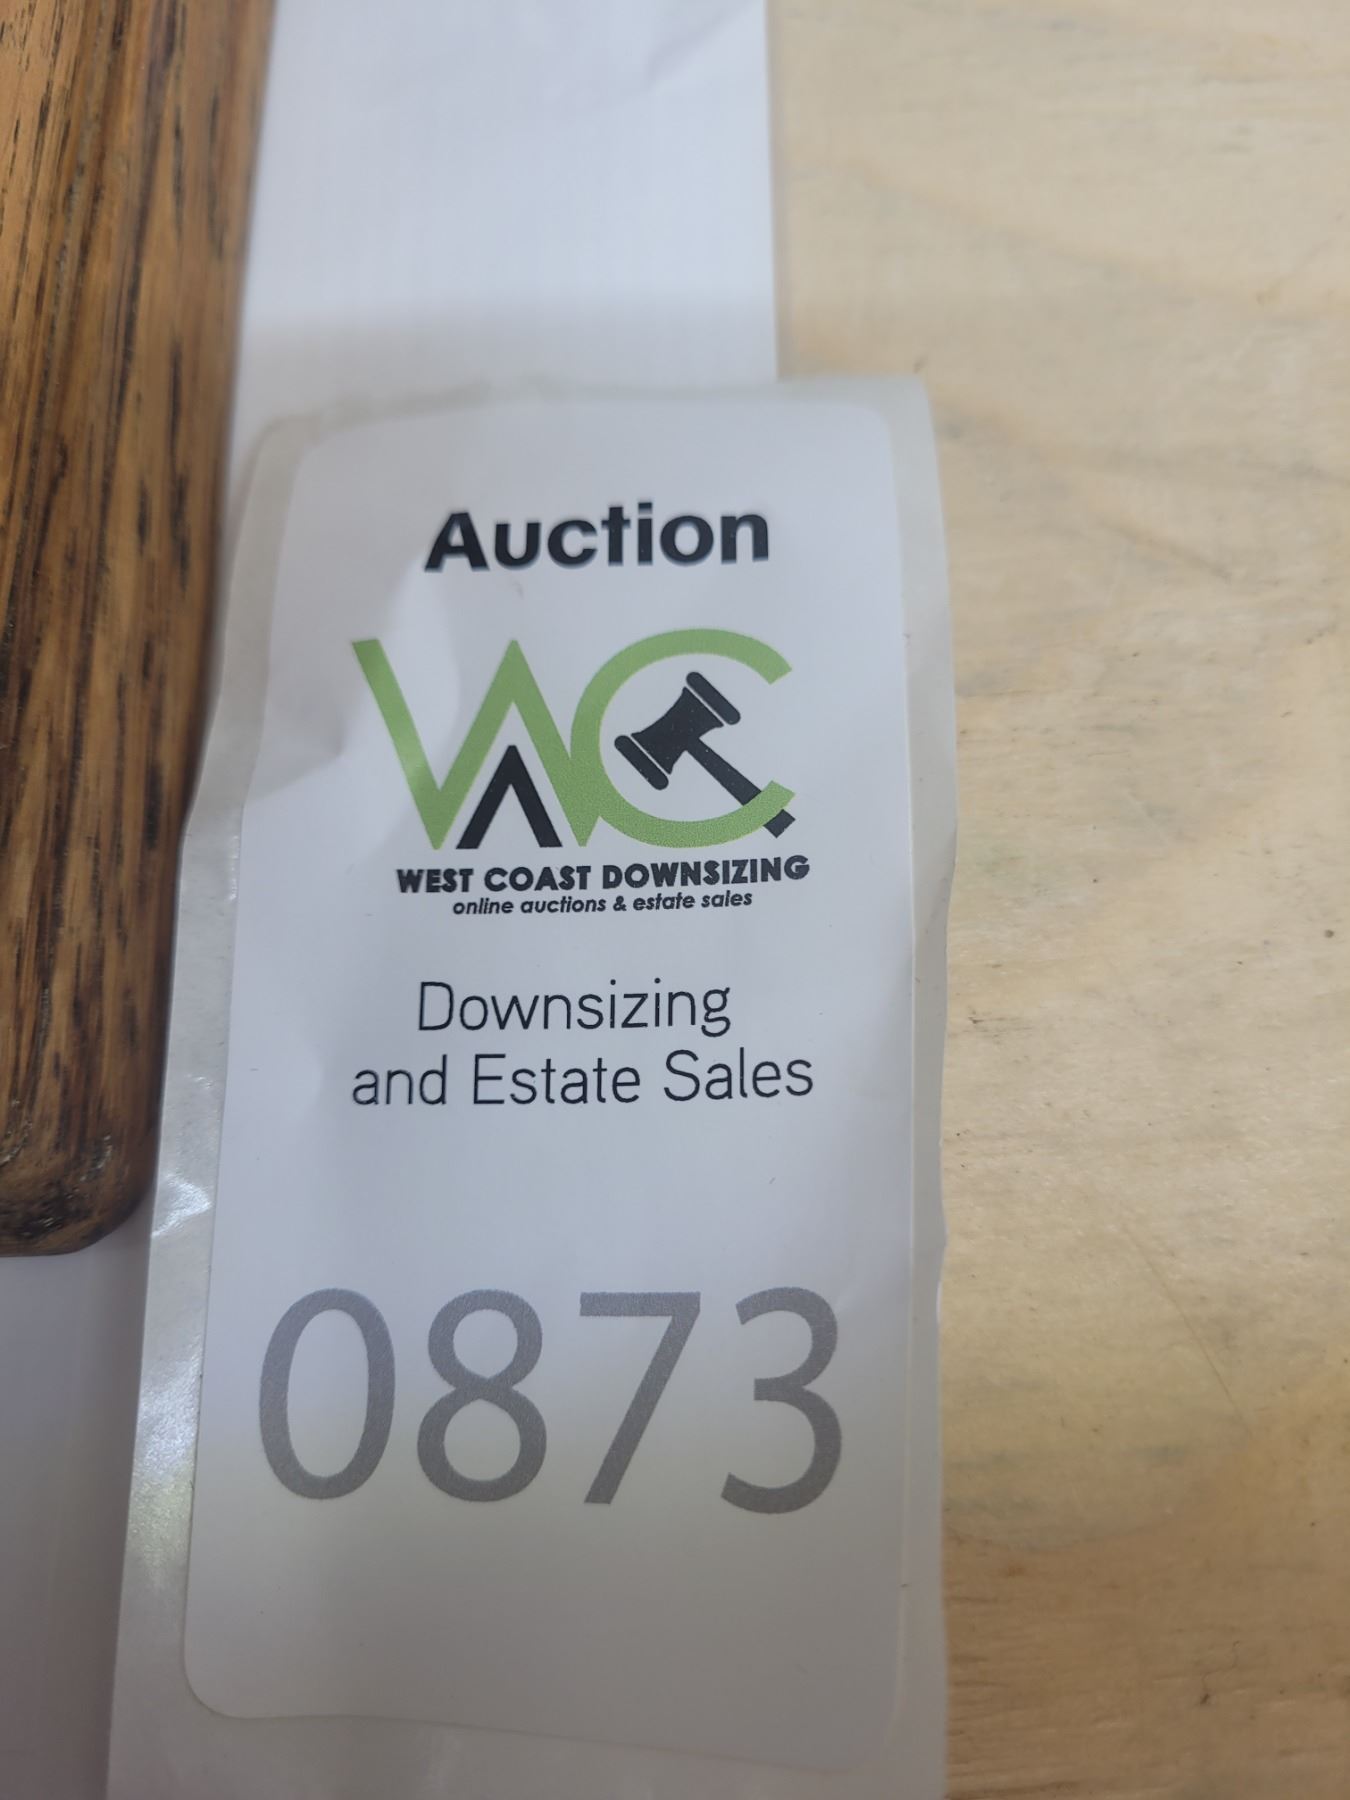 Auction
WC
WEST COAST DOWNSIZING
online auctions & estate sales
Downsizing
and Estate Sales
0873